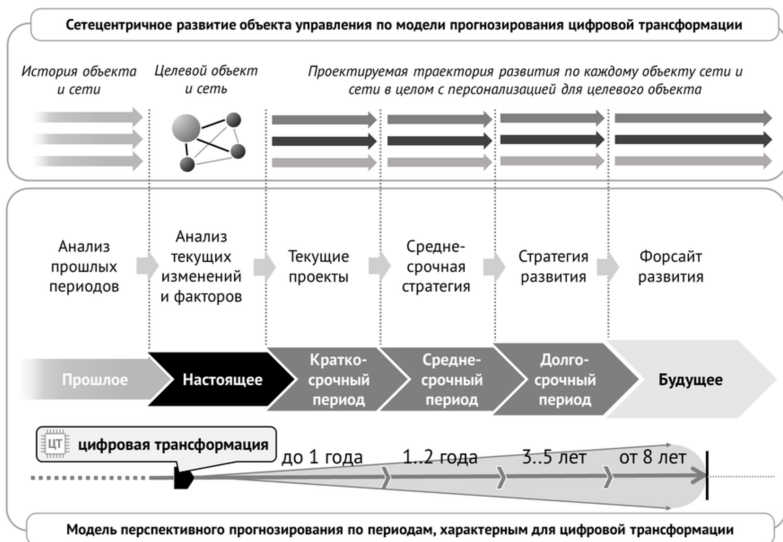 Сетецентричное развитие объекта управления по модели прогнозирования цифровой трансформации
История объекта
и сети
Целевой объект
и сеть
Проектируемая траектория развития по каждому объекту сети и
сети в целом с персонализацией для целевого объекта
Анализ
прошлых
периодов
Анализ
текущих
изменений
и факторов
Текущие
проекты
Средне-
срочная
стратегия
Стратегия
развития
Форсайт
развития
Прошлое
Настоящее
Кратко-
срочный
период
Средне-
срочный
период
Долго-
срочный
период
Будущее
ЦТ
цифровая трансформация
до 1 года
1..2 года
3..5 лет
от 8 лет
Модель перспективного прогнозирования по периодам, характерным для цифровой трансформации